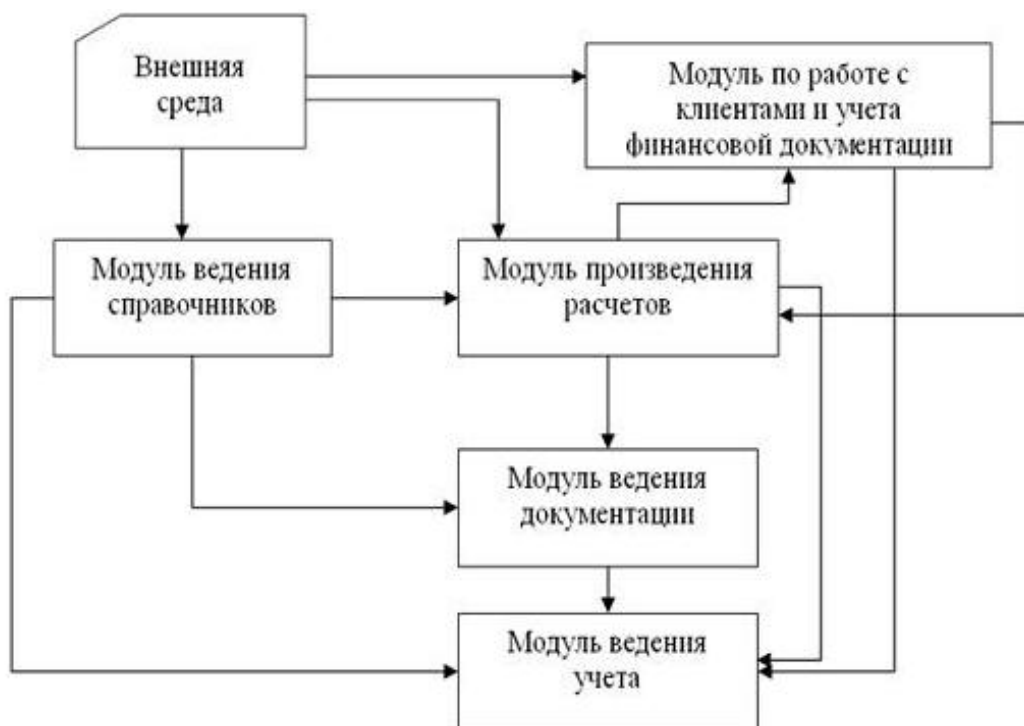 Внешняя
среда
Модуль по работе с
клиентами и учета
финансовой документации
Модуль ведения
справочников
Модуль произведения
расчетов
Модуль ведения
документации
Модуль ведения
учета